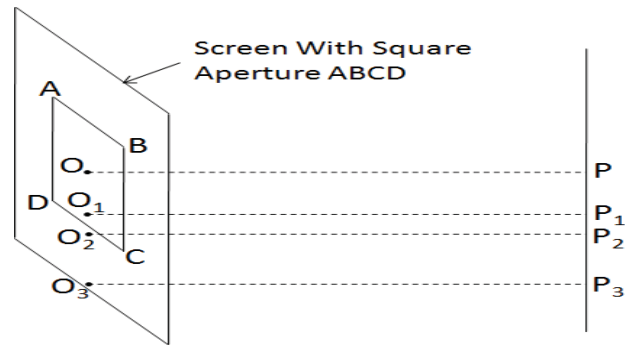 Screen With Square
Aperture ABCD
A
B
O
P
D
O₁
P₁
O₂
P₂
C
O₃
P₃